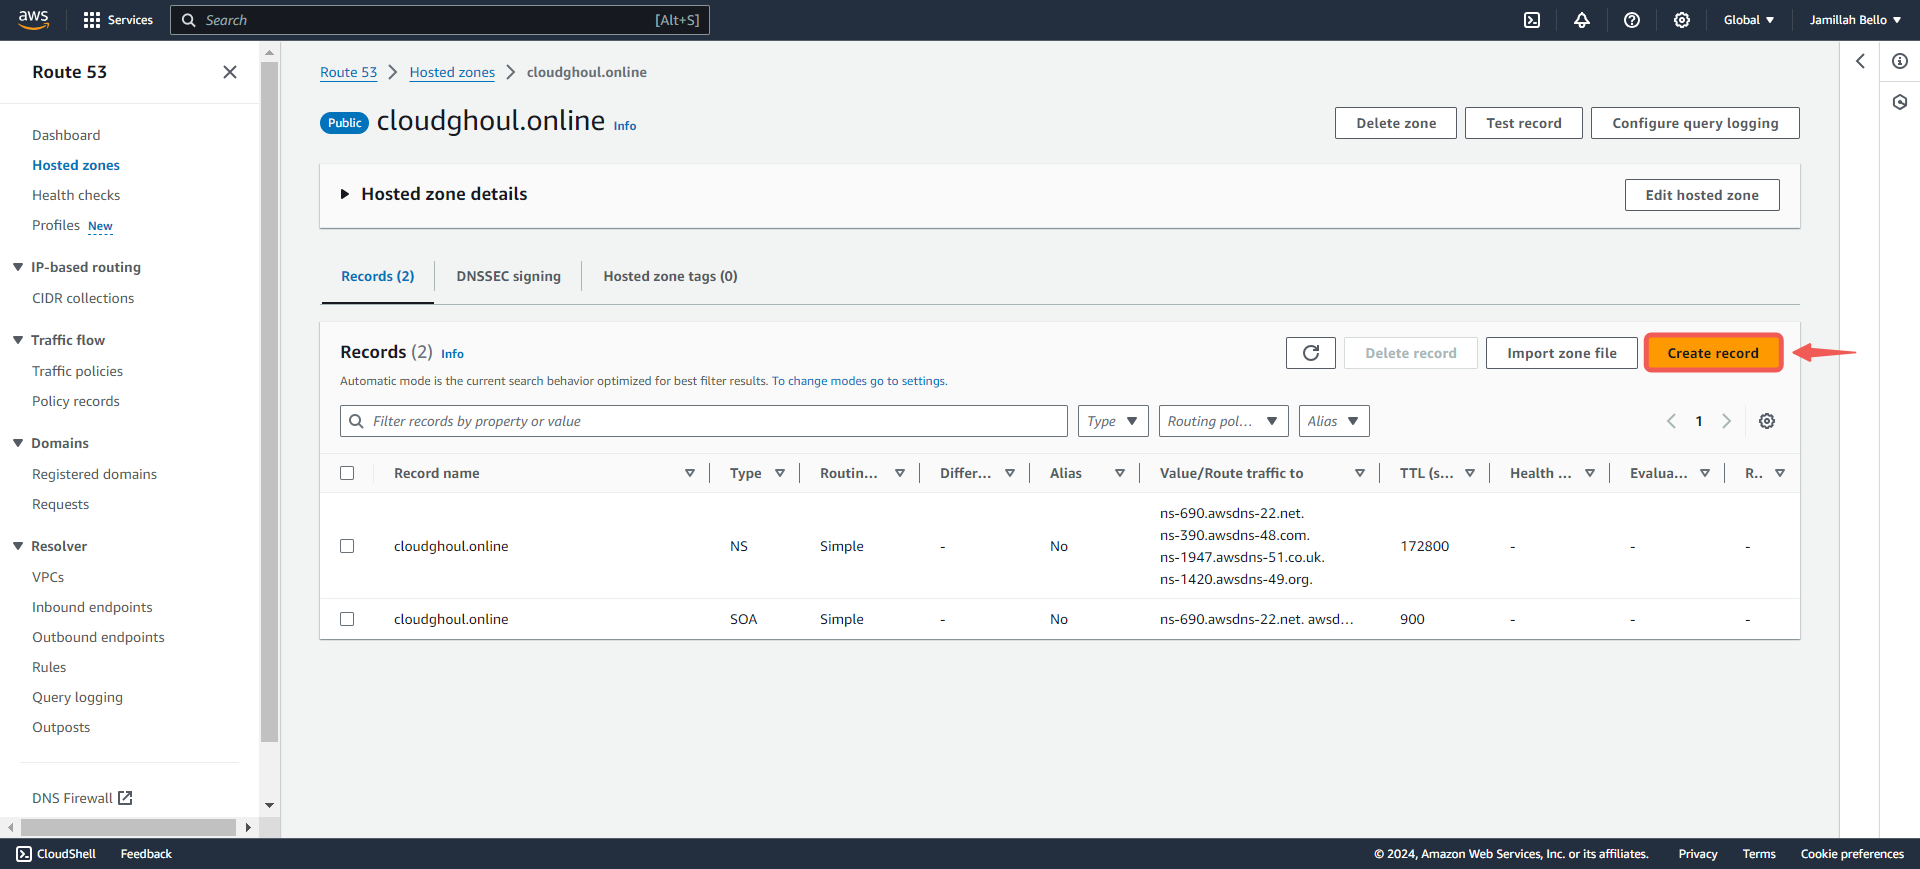 aws
Services
Search
[Alt+S]
Global
Jamillah Bello
Route 53
Dashboard
Hosted zones
Health checks
Profiles New
IP-based routing
CIDR collections
Traffic flow
Traffic policies
Policy records
Domains
Registered domains
Requests
Resolver
VPCs
Inbound endpoints
Outbound endpoints
Rules
Query logging
Outposts
DNS Firewall
Route 53 Hosted zones cloudghoul.online
Public cloudghoul.online Info
Delete zone
Test record
Configure query logging
Hosted zone details
Edit hosted zone
Records (2)
DNSSEC signing
Hosted zone tags (0)
Records (2) Info
Delete record
Import zone file
Create record
Automatic mode is the current search behavior optimized for best filter results. To change modes go to settings.
Filter records by property or value
Type
Routing pol...
Alias
1
Record name Type Routin... Differ... Alias Value/Route traffic to TTL (s... Health ... Evalua... R..
cloudghoul.online NS Simple - No
ns-690.awsdns-22.net.
ns-390.awsdns-48.com.
ns-1947.awsdns-51.co.uk.
ns-1420.awsdns-49.org.
172800 - - -
cloudghoul.online SOA Simple - No ns-690.awsdns-22.net. awsd... 900 - - -
CloudShell
Feedback
© 2024, Amazon Web Services, Inc. or its affiliates.
Privacy
Terms
Cookie preferences